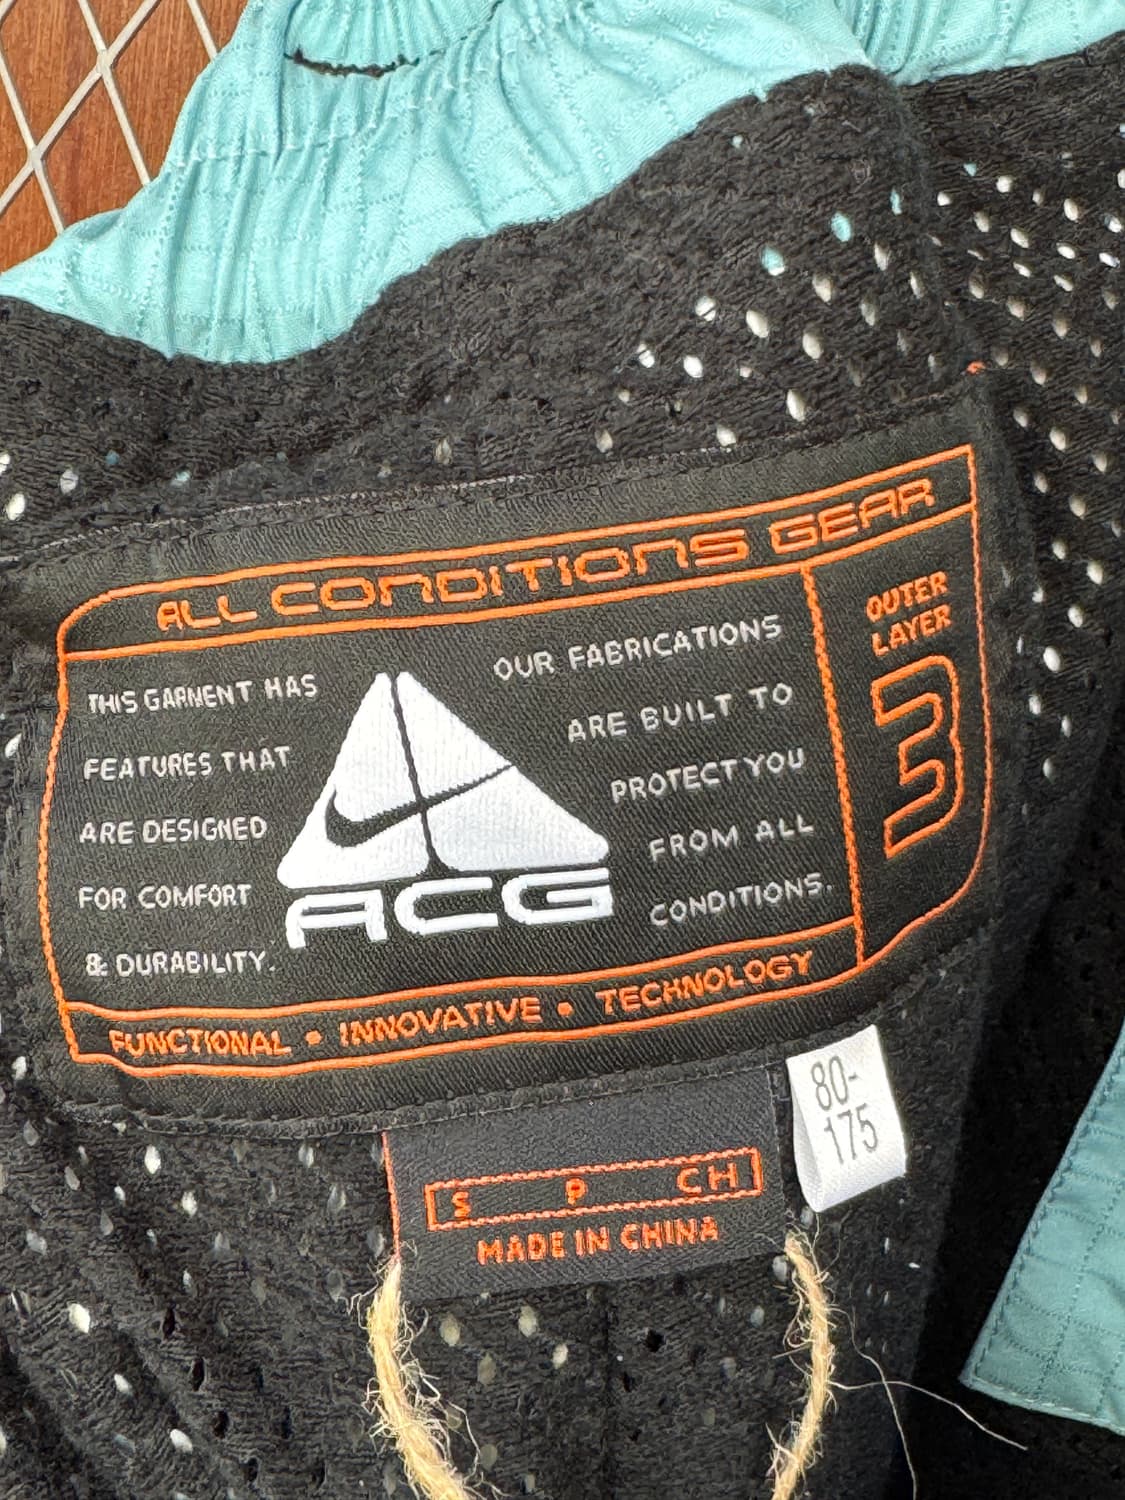 ALL CONDITIONS GEAR
THIS GARMENT HAS
FEATURES THAT
ARE DESIGNED
FOR COMFORT
& DURABILITY.
ACG
OUR FABRICATIONS
ARE BUILT TO
PROTECT YOU
FROM ALL
CONDITIONS.
OUTER
LAYER
3
FUNCTIONAL • INNOVATIVE • TECHNOLOGY
80-
175
S P CH
MADE IN CHINA